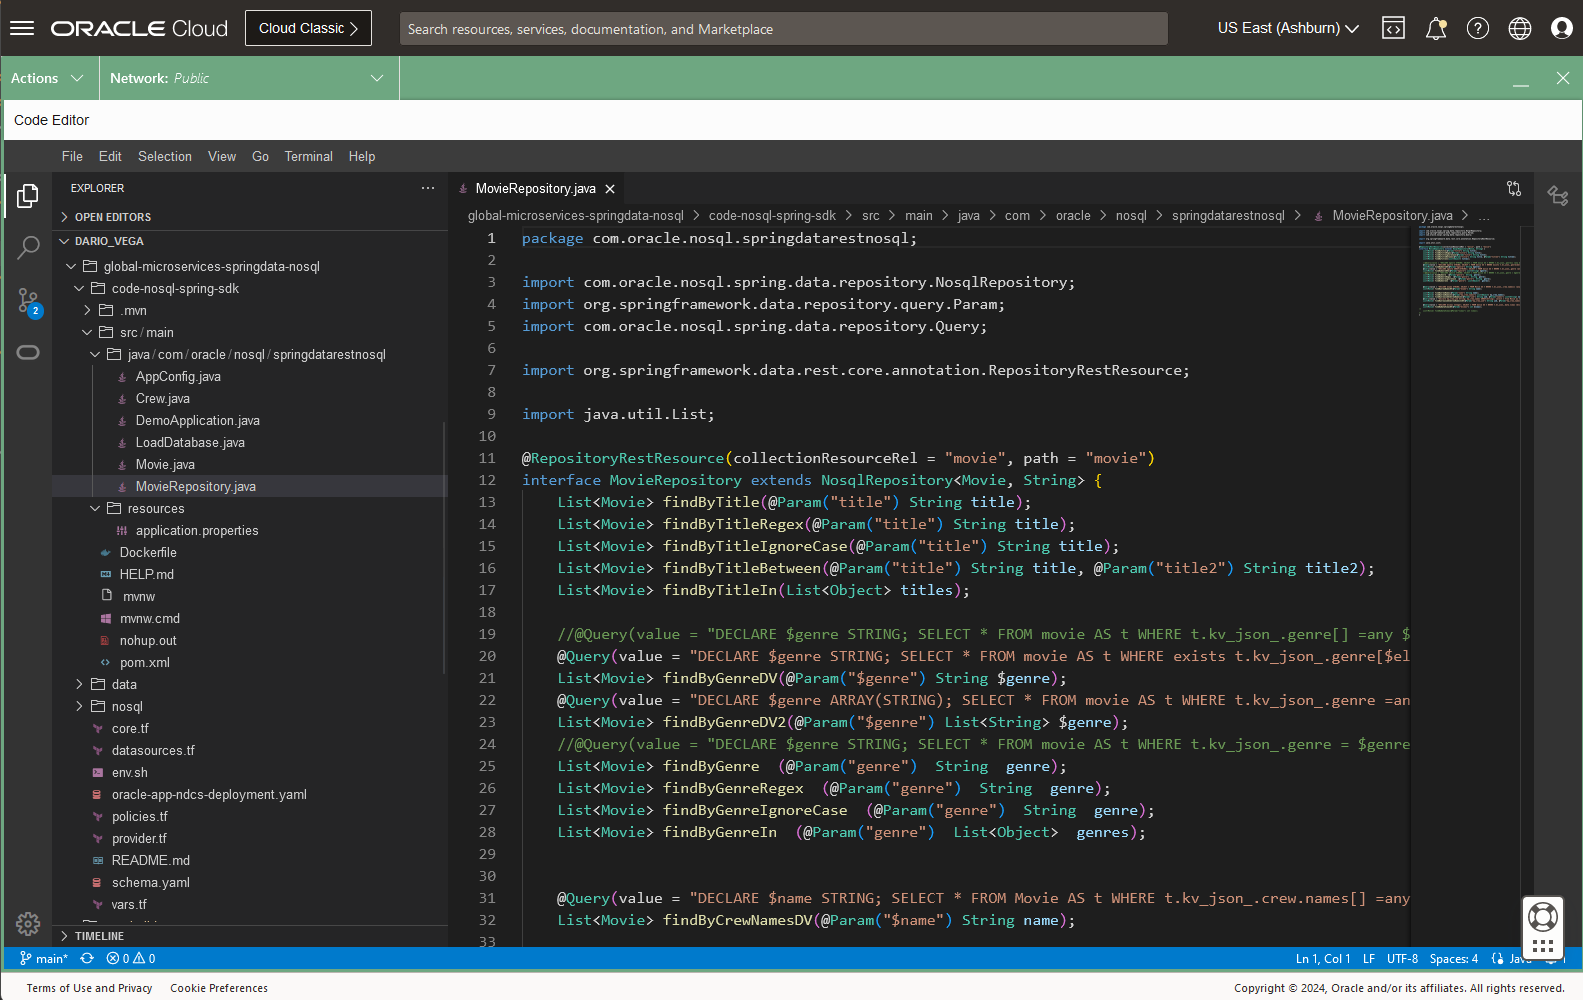 ORACLE Cloud
Cloud Classic
Search resources, services, documentation, and Marketplace
US East (Ashburn)
Actions
Network: Public
Code Editor
File Edit Selection View Go Terminal Help
EXPLORER
OPEN EDITORS
DARIO_VEGA
global-microservices-springdata-nosql
code-nosql-spring-sdk
.mvn
src / main
java / com / oracle / nosql / springdatarestnosql
AppConfig.java
Crew.java
DemoApplication.java
LoadDatabase.java
Movie.java
MovieRepository.java
resources
application.properties
Dockerfile
HELP.md
mvnw
mvnw.cmd
nohup.out
pom.xml
data
nosql
core.tf
datasources.tf
env.sh
oracle-app-ndcs-deployment.yaml
policies.tf
provider.tf
README.md
schema.yaml
vars.tf
TIMELINE
2
MovieRepository.java
global-microservices-springdata-nosql > code-nosql-spring-sdk > src > main > java > com > oracle > nosql > springdatarestnosql > MovieRepository.java > ...
1 package com.oracle.nosql.springdatarestnosql;
2
3 import com.oracle.nosql.spring.data.repository.NosqlRepository;
4 import org.springframework.data.repository.query.Param;
5 import com.oracle.nosql.spring.data.repository.Query;
6
7 import org.springframework.data.rest.core.annotation.RepositoryRestResource;
8
9 import java.util.List;
10
11 @RepositoryRestResource(collectionResourceRel = "movie", path = "movie")
12 interface MovieRepository extends NosqlRepository<Movie, String> {
13 List<Movie> findByTitle(@Param("title") String title);
14 List<Movie> findByTitleRegex(@Param("title") String title);
15 List<Movie> findByTitleIgnoreCase(@Param("title") String title);
16 List<Movie> findByTitleBetween(@Param("title") String title, @Param("title2") String title2);
17 List<Movie> findByTitleIn(List<Object> titles);
18
19 //@Query(value = "DECLARE $genre STRING; SELECT * FROM movie AS t WHERE t.kv_json_.genre[] =any $
20 @Query(value = "DECLARE $genre STRING; SELECT * FROM movie AS t WHERE exists t.kv_json_.genre[$el
21 List<Movie> findByGenreDV(@Param("$genre") String $genre);
22 @Query(value = "DECLARE $genre ARRAY(STRING); SELECT * FROM movie AS t WHERE t.kv_json_.genre =an
23 List<Movie> findByGenreDV2(@Param("$genre") List<String> $genre);
24 //@Query(value = "DECLARE $genre STRING; SELECT * FROM movie AS t WHERE t.kv_json_.genre = $genre
25 List<Movie> findByGenre (@Param("genre") String genre);
26 List<Movie> findByGenreRegex (@Param("genre") String genre);
27 List<Movie> findByGenreIgnoreCase (@Param("genre") String genre);
28 List<Movie> findByGenreIn (@Param("genre") List<Object> genres);
29
30
31 @Query(value = "DECLARE $name STRING; SELECT * FROM Movie AS t WHERE t.kv_json_.crew.names[] =any
32 List<Movie> findByCrewNamesDV(@Param("$name") String name);
33
main* 0 0
Ln 1, Col 1 LF UTF-8 Spaces: 4 Java
Terms of Use and Privacy Cookie Preferences
Copyright © 2024, Oracle and/or its affiliates. All rights reserved.